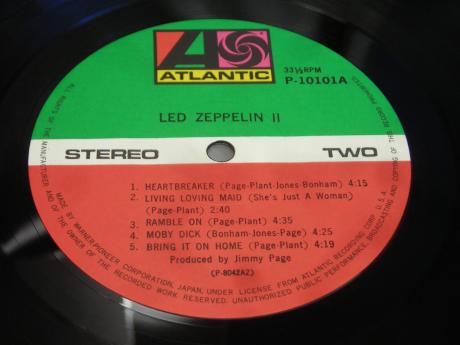 ATLANTIC
33⅓RPM
P-10101A
LED ZEPPELIN II
STEREO
TWO
1. HEARTBREAKER (Page-Plant-Jones-Bonham) 4:15
2. LIVING LOVING MAID (She's Just A Woman)
(Page-Plant) 2:40
3. RAMBLE ON (Page-Plant) 4:35
4. MOBY DICK (Bonham-Jones-Page) 4:25
5. BRING IT ON HOME (Page-Plant) 4:19
Produced by Jimmy Page
(P-8042A2)
MADE BY WARNER-PIONEER CORPORATION, JAPAN, UNDER LICENSE FROM ATLANTIC RECORDING CORP. U.S.A.
ALL RIGHTS OF THE MANUFACTURER AND OF THE OWNER OF THE RECORDED WORK RESERVED. UNAUTHORIZED PUBLIC PERFORMANCE, BROADCASTING AND COPYING OF THIS RECORD PROHIBITED